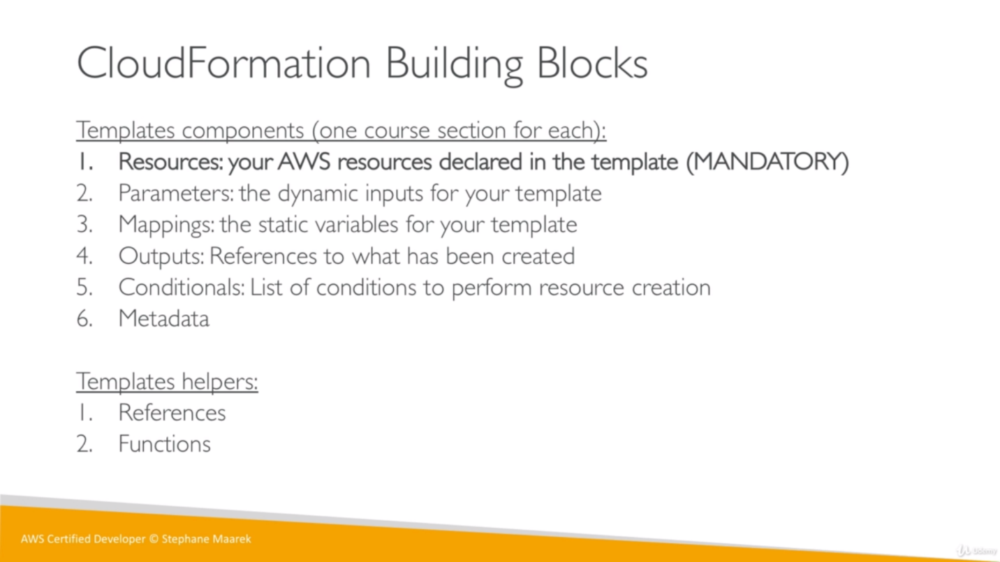 CloudFormation Building Blocks
Templates components (one course section for each):
1. Resources: your AWS resources declared in the template (MANDATORY)
2. Parameters: the dynamic inputs for your template
3. Mappings: the static variables for your template
4. Outputs: References to what has been created
5. Conditionals: List of conditions to perform resource creation
6. Metadata
Templates helpers:
1. References
2. Functions
AWS Certified Developer © Stephane Maarek
Udemy